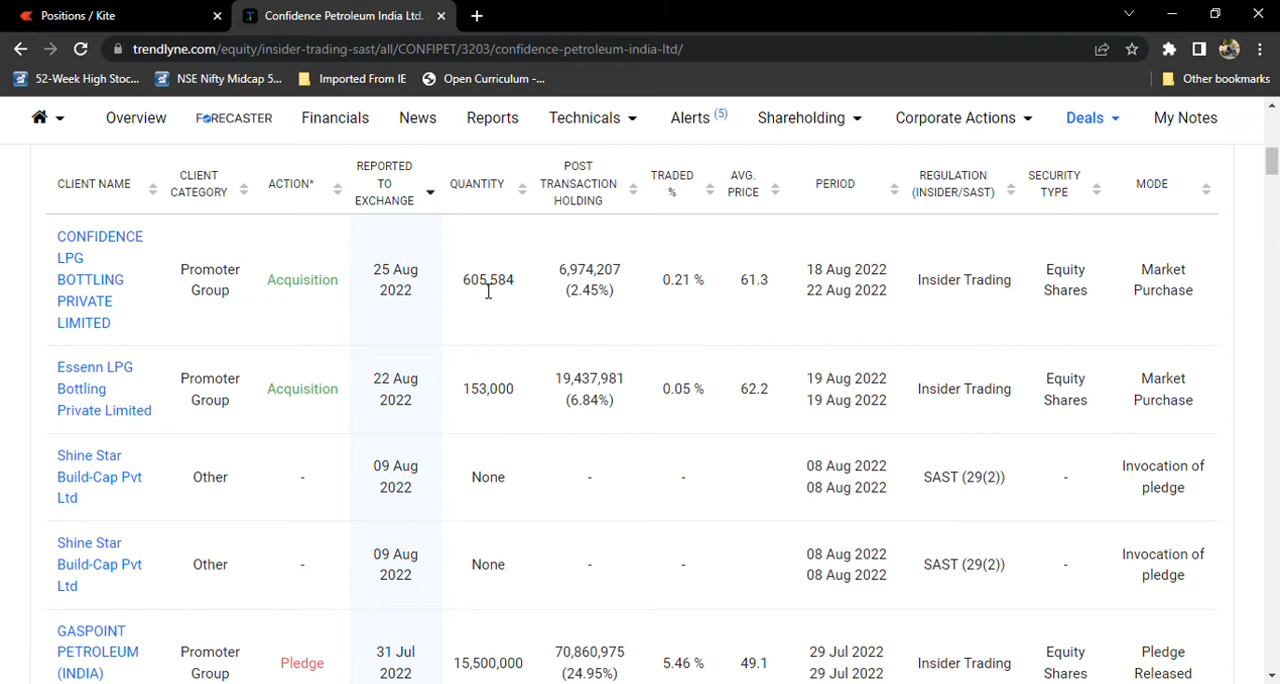 Positions / Kite
Confidence Petroleum India Ltd.
trendlyne.com/equity/insider-trading-sast/all/CONFIPET/3203/confidence-petroleum-india-ltd/
52-Week High Stoc...
NSE Nifty Midcap 5...
Imported From IE
Open Curriculum -...
Other bookmarks
Overview
FORECASTER
Financials
News
Reports
Technicals
Alerts (5)
Shareholding
Corporate Actions
Deals
My Notes
CLIENT NAME
CLIENT
CATEGORY
ACTION*
REPORTED
TO
EXCHANGE
QUANTITY
POST
TRANSACTION
HOLDING
TRADED
%
AVG.
PRICE
PERIOD
REGULATION
(INSIDER/SAST)
SECURITY
TYPE
MODE
CONFIDENCE
LPG
BOTTLING
PRIVATE
LIMITED
Promoter
Group
Acquisition
25 Aug
2022
605,584
6,974,207
(2.45%)
0.21 %
61.3
18 Aug 2022
22 Aug 2022
Insider Trading
Equity
Shares
Market
Purchase
Essenn LPG
Bottling
Private Limited
Promoter
Group
Acquisition
22 Aug
2022
153,000
19,437,981
(6.84%)
0.05 %
62.2
19 Aug 2022
19 Aug 2022
Insider Trading
Equity
Shares
Market
Purchase
Shine Star
Build-Cap Pvt
Ltd
Other
-
09 Aug
2022
None
-
-
08 Aug 2022
08 Aug 2022
SAST (29(2))
-
Invocation of
pledge
Shine Star
Build-Cap Pvt
Ltd
Other
-
09 Aug
2022
None
-
-
08 Aug 2022
08 Aug 2022
SAST (29(2))
-
Invocation of
pledge
GASPOINT
PETROLEUM
(INDIA)
Promoter
Group
Pledge
31 Jul
2022
15,500,000
70,860,975
(24.95%)
5.46 %
49.1
29 Jul 2022
29 Jul 2022
Insider Trading
Equity
Shares
Pledge
Released